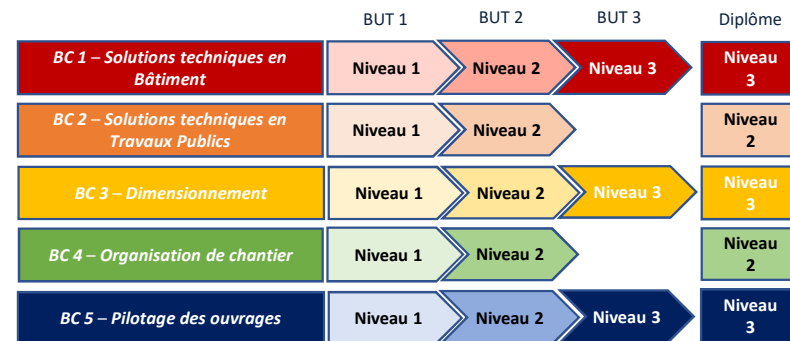 BUT 1 BUT 2 BUT 3 Diplôme
BC 1 – Solutions techniques en
Bâtiment
Niveau 1 Niveau 2 Niveau 3 Niveau
3
BC 2 – Solutions techniques en
Travaux Publics
Niveau 1 Niveau 2 Niveau
2
BC 3 – Dimensionnement Niveau 1 Niveau 2 Niveau 3 Niveau
3
BC 4 – Organisation de chantier Niveau 1 Niveau 2 Niveau
2
BC 5 – Pilotage des ouvrages Niveau 1 Niveau 2 Niveau 3 Niveau
3